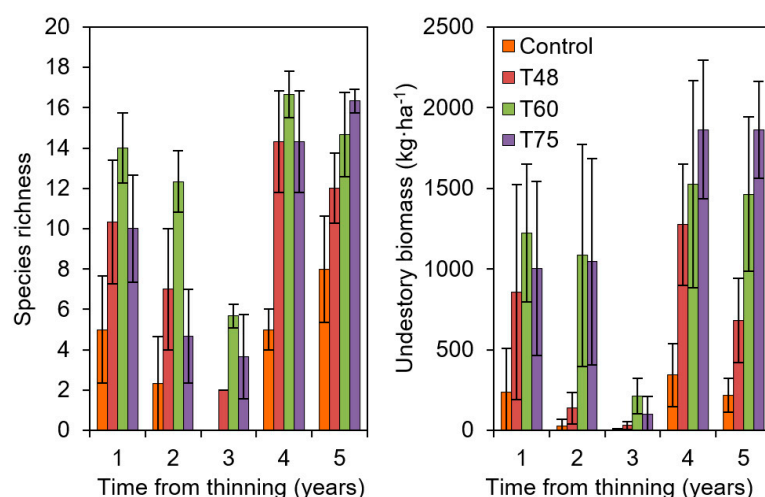 Species richness
20
18
16
14
12
10
8
6
4
2
0
1 2 3 4 5
Time from thinning (years)
Undestory biomass (kg·ha⁻¹)
2500
2000
1500
1000
500
0
Control
T48
T60
T75
1 2 3 4 5
Time from thinning (years)